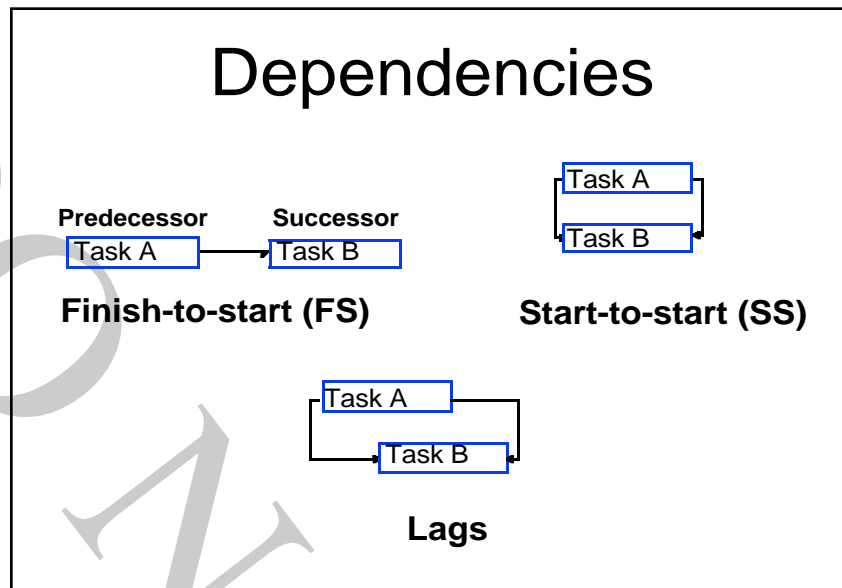 Dependencies
Predecessor Successor
Task A Task B
Finish-to-start (FS)
Task A
Task B
Start-to-start (SS)
Task A
Task B
Lags
O
N